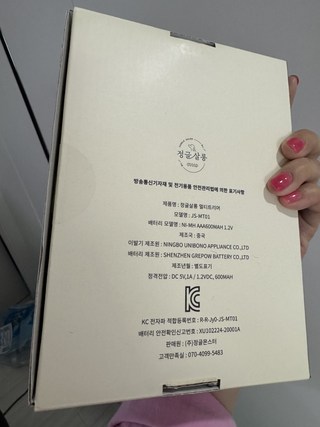 정글살롱
방송통신기자재 및 전기용품 안전관리법에 의한 표기사항
제품명 : 정글살롱 멀티트리머
모델명 : JS-MT01
배터리 모델명 : NI-MH AAA600MAH 1.2V
제조국 : 중국
이발기 제조원 : NINGBO UNIBONO APPLIANCE CO.,LTD
배터리 제조원 : SHENZHEN GREPOW BATTERY CO.,LTD
제조년월 : 별도표기
정격전압 : DC 5V,1A / 1.2VDC, 600MAH
KC
KC 전자파 적합등록번호 : R-R-Jy0-JS-MT01
배터리 안전확인신고번호 : XU102224-20001A
판매원 : (주)정글몬스터
고객만족실 : 070-4099-5483